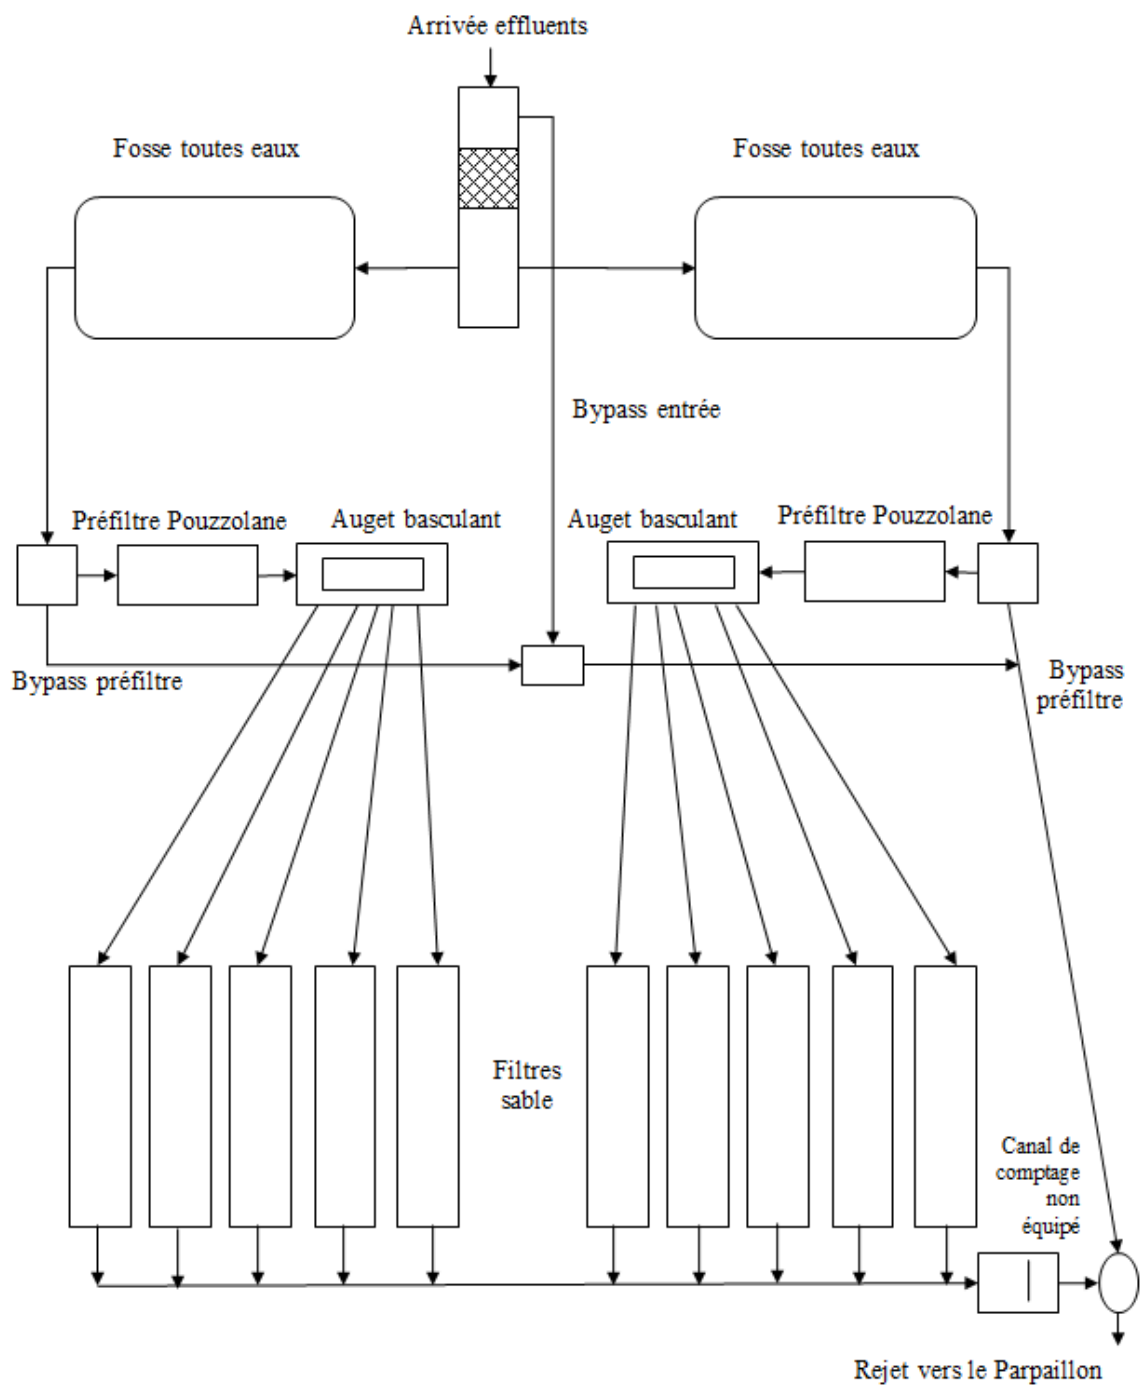 Arrivée effluents
Fosse toutes eaux
Fosse toutes eaux
Bypass entrée
Préfiltre Pouzzolane
Auget basculant
Auget basculant
Préfiltre Pouzzolane
Bypass préfiltre
Bypass
préfiltre
Filtres
sable
Canal de
comptage
non
équipé
Rejet vers le Parpaillon